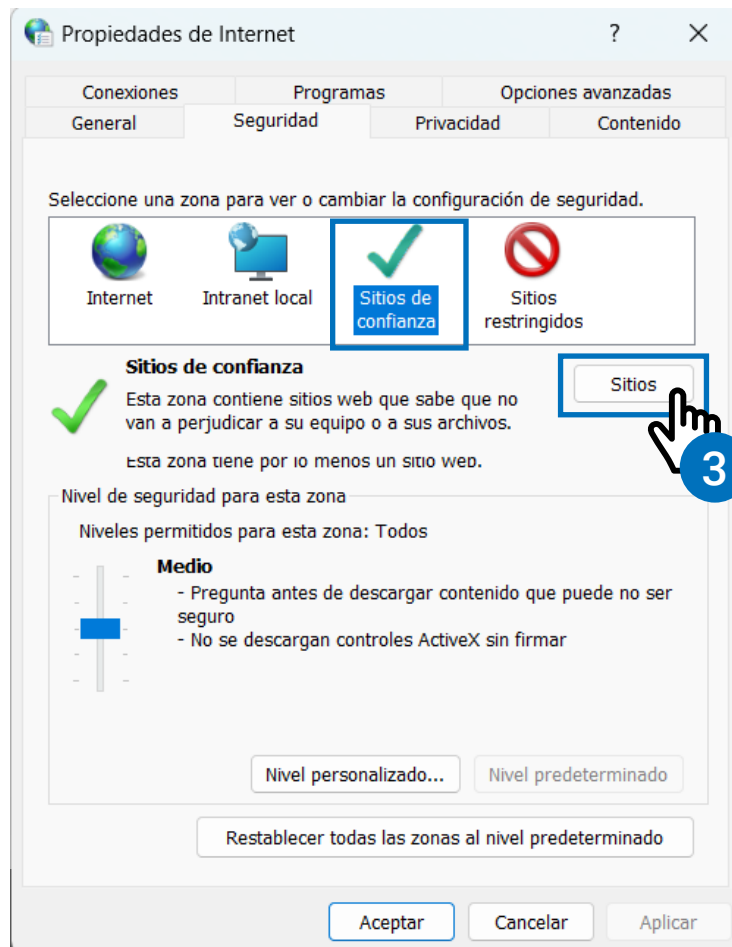 Propiedades de Internet
?
Conexiones Programas Opciones avanzadas
General Seguridad Privacidad Contenido
Seleccione una zona para ver o cambiar la configuración de seguridad.
Internet Intranet local Sitios de Sitios
confianza restringidos
Sitios de confianza
Sitios
Esta zona contiene sitios web que sabe que no
van a perjudicar a su equipo o a sus archivos.
3
Esta zona tiene por lo menos un sitio web.
Nivel de seguridad para esta zona
Niveles permitidos para esta zona: Todos
Medio
- Pregunta antes de descargar contenido que puede no ser
seguro
- No se descargan controles ActiveX sin firmar
Nivel personalizado... Nivel predeterminado
Restablecer todas las zonas al nivel predeterminado
Aceptar Cancelar Aplicar